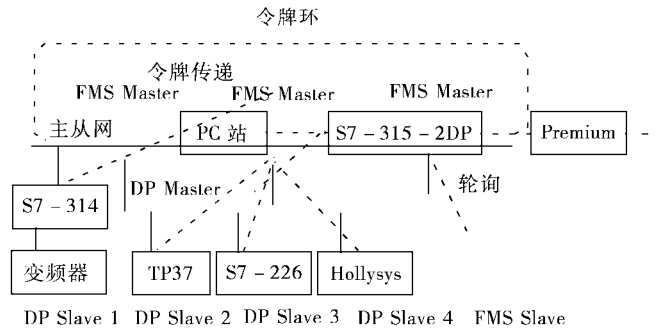 令牌环
令牌传递
FMS Master FMS Master FMS Master
主从网 PC 站 S7-315-2DP Premium
DP Master 轮询
S7-314
变频器 TP37 S7-226 Hollysys
DP Slave 1 DP Slave 2 DP Slave 3 DP Slave 4 FMS Slave